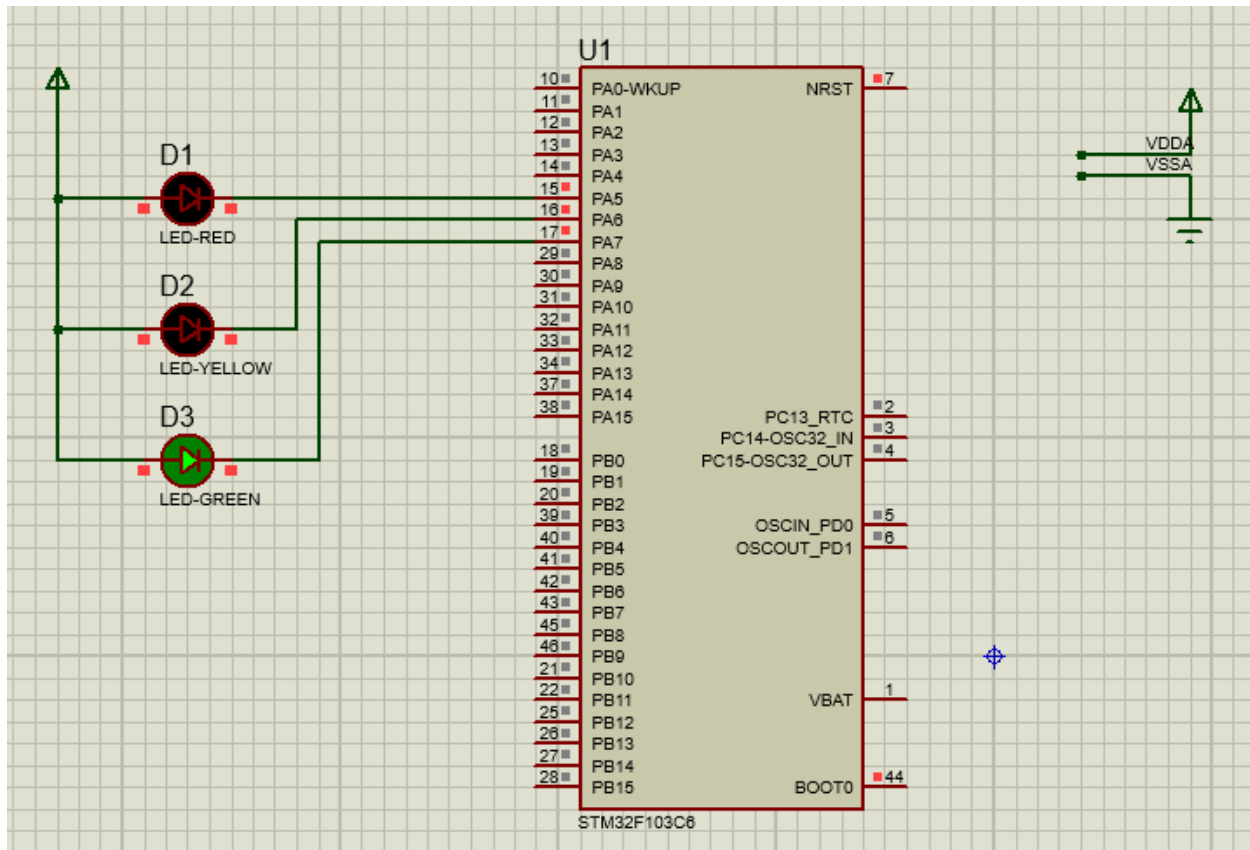 U1
10 PA0-WKUP
11 PA1
12 PA2
13 PA3
14 PA4
15 PA5
16 PA6
17 PA7
29 PA8
30 PA9
31 PA10
32 PA11
33 PA12
34 PA13
37 PA14
38 PA15
18 PB0
19 PB1
20 PB2
39 PB3
40 PB4
41 PB5
42 PB6
43 PB7
45 PB8
46 PB9
21 PB10
22 PB11
25 PB12
26 PB13
27 PB14
28 PB15
NRST 7
PC13_RTC 2
PC14-OSC32_IN 3
PC15-OSC32_OUT 4
OSCIN_PD0 5
OSCOUT_PD1 6
VBAT 1
BOOT0 44
STM32F103C6
D1
LED-RED
D2
LED-YELLOW
D3
LED-GREEN
VDDA
VSSA